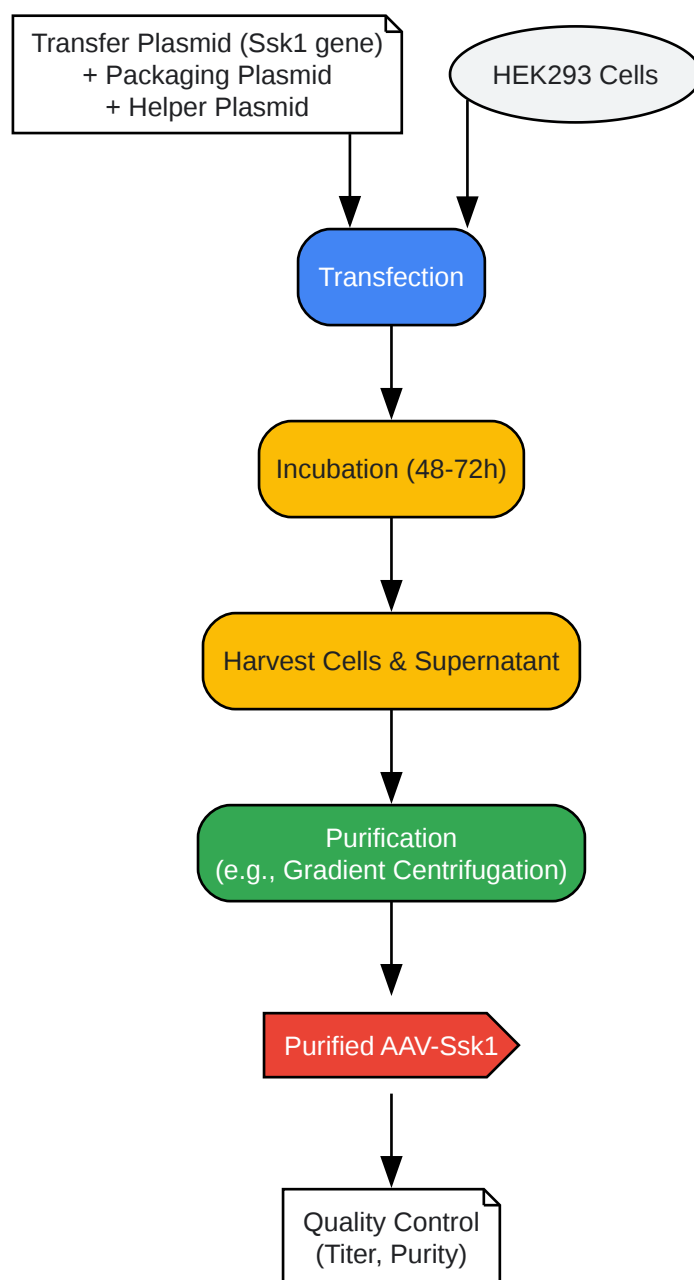 Transfer Plasmid (Ssk1 gene)
+ Packaging Plasmid
+ Helper Plasmid
HEK293 Cells
Transfection
Incubation (48-72h)
Harvest Cells & Supernatant
Purification
(e.g., Gradient Centrifugation)
Purified AAV-Ssk1
Quality Control
(Titer, Purity)